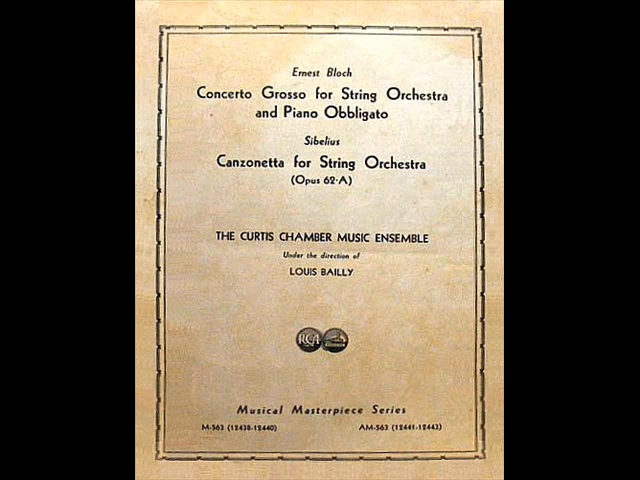 Ernest Bloch
Concerto Grosso for String Orchestra
and Piano Obbligato
Sibelius
Canzonetta for String Orchestra
(Opus 62-A)
THE CURTIS CHAMBER MUSIC ENSEMBLE
Under the direction of
LOUIS BAILLY
RCA
Musical Masterpiece Series
M-563 (12438-12440) AM-563 (12441-12443)